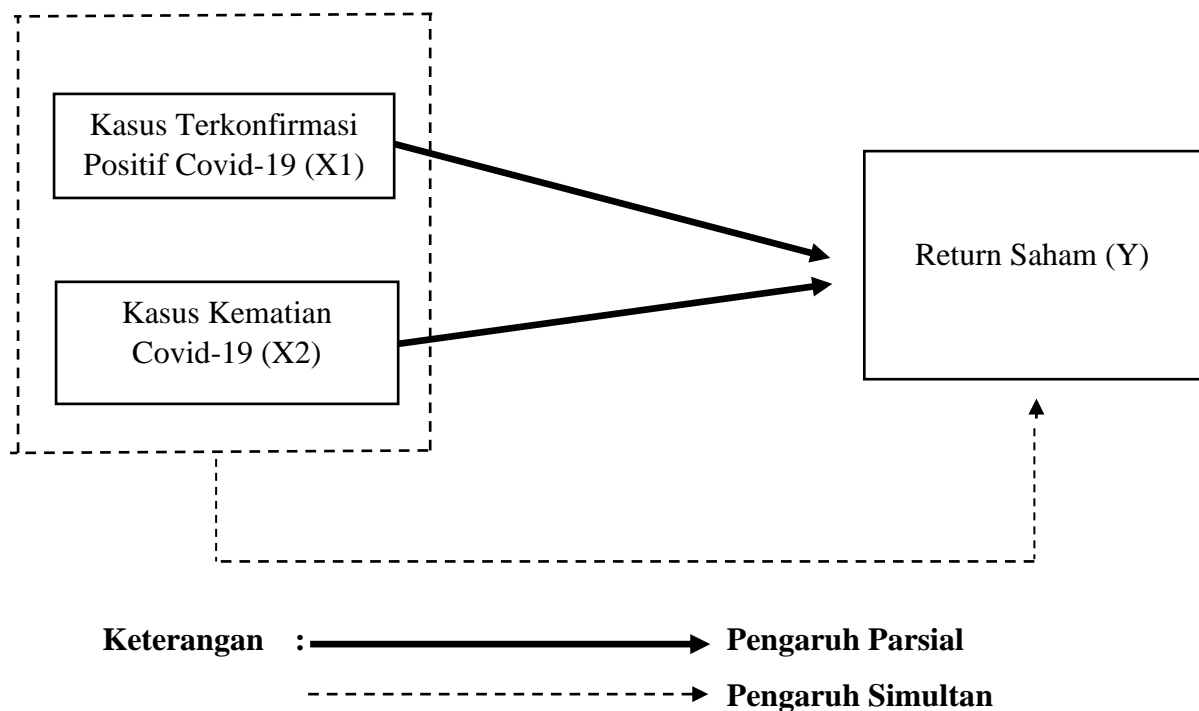 Kasus Terkonfirmasi
Positif Covid-19 (X1)
Return Saham (Y)
Kasus Kematian
Covid-19 (X2)
Keterangan : Pengaruh Parsial
Pengaruh Simultan